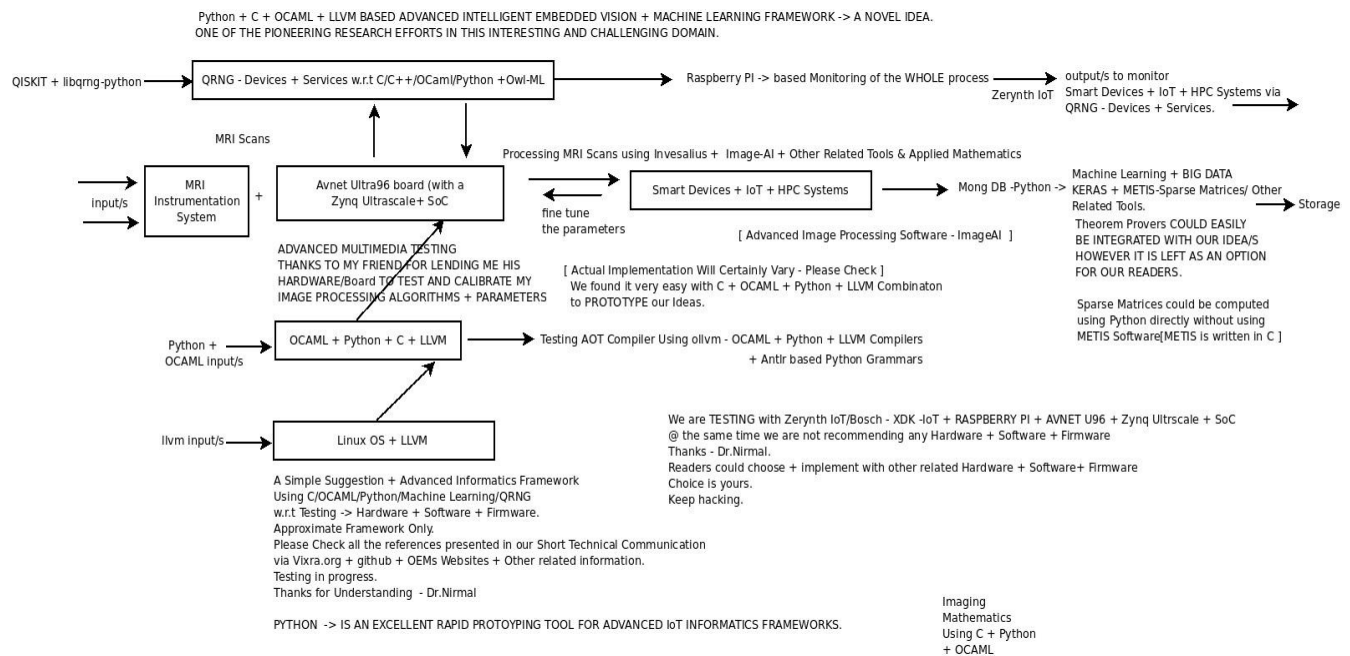 Python + C + OCAML + LLVM BASED ADVANCED INTELLIGENT EMBEDDED VISION + MACHINE LEARNING FRAMEWORK -> A NOVEL IDEA.
ONE OF THE PIONEERING RESEARCH EFFORTS IN THIS INTERESTING AND CHALLENGING DOMAIN.
QISKIT + libqrng-python
QRNG - Devices + Services w.r.t C/C++/OCaml/Python +Owl-ML
Raspberry PI -> based Monitoring of the WHOLE process
Zerynth IoT
output/s to monitor
Smart Devices + IoT + HPC Systems via
QRNG - Devices + Services.
MRI Scans
Processing MRI Scans using Invesalius + Image-AI + Other Related Tools & Applied Mathematics
input/s
MRI
Instrumentation
System
+
Avnet Ultra96 board (with a
Zynq Ultrascale+ SoC
fine tune
the parameters
Smart Devices + IoT + HPC Systems
Mong DB -Python ->
Machine Learning + BIG DATA
KERAS + METIS-Sparse Matrices/ Other
Related Tools.
Storage
Theorem Provers COULD EASILY
BE INTEGRATED WITH OUR IDEA/S
HOWEVER IT IS LEFT AS AN OPTION
FOR OUR READERS.
[ Advanced Image Processing Software - ImageAI ]
ADVANCED MULTIMEDIA TESTING
THANKS TO MY FRIEND FOR LENDING ME HIS
HARDWARE/Board TO TEST AND CALIBRATE MY
IMAGE PROCESSING ALGORITHMS + PARAMETERS
[ Actual Implementation Will Certainly Vary - Please Check ]
We found it very easy with C + OCAML + Python + LLVM Combinaton
to PROTOTYPE our Ideas.
Sparse Matrices could be computed
using Python directly without using
METIS Software[METIS is written in C ]
Python +
OCAML input/s
OCAML + Python + C + LLVM
Testing AOT Compiler Using ollvm - OCAML + Python + LLVM Compilers
+ Antlr based Python Grammars
llvm input/s
Linux OS + LLVM
We are TESTING with Zerynth IoT/Bosch - XDK -IoT + RASPBERRY PI + AVNET U96 + Zynq Ultrscale + SoC
@ the same time we are not recommending any Hardware + Software + Firmware
Thanks - Dr.Nirmal.
Readers could choose + implement with other related Hardware + Software+ Firmware
Choice is yours.
Keep hacking.
A Simple Suggestion + Advanced Informatics Framework
Using C/OCAML/Python/Machine Learning/QRNG
w.r.t Testing -> Hardware + Software + Firmware.
Approximate Framework Only.
Please Check all the references presented in our Short Technical Communication
via Vixra.org + github + OEMs Websites + Other related information.
Testing in progress.
Thanks for Understanding - Dr.Nirmal
PYTHON -> IS AN EXCELLENT RAPID PROTOYPING TOOL FOR ADVANCED IoT INFORMATICS FRAMEWORKS.
Imaging
Mathematics
Using C + Python
+ OCAML